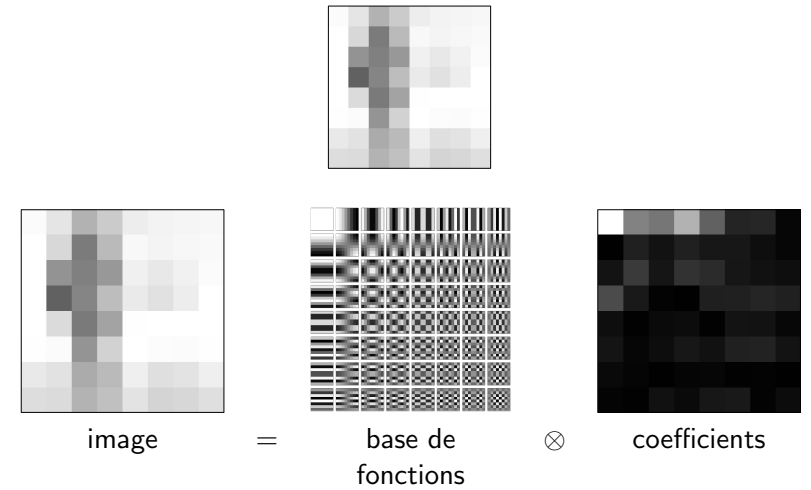 image = base de fonctions ⊗ coefficients